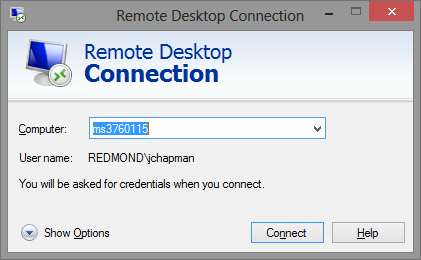 Remote Desktop Connection
Remote Desktop
Connection
Computer: ms3760115
User name: REDMOND\jchapman
You will be asked for credentials when you connect.
Show Options Connect Help